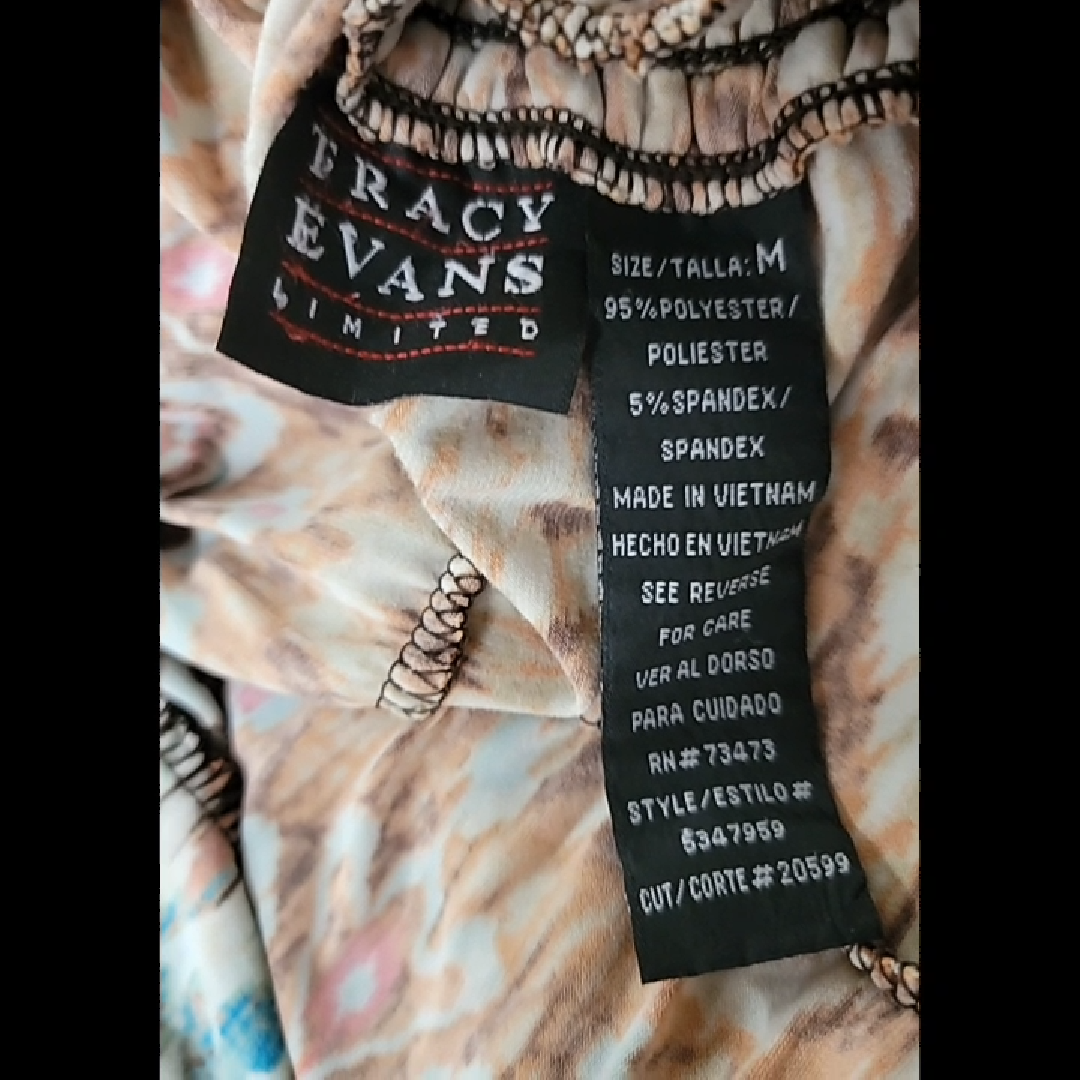 TRACY
EVANS
LIMITED
SIZE/TALLA: M
95%POLYESTER/
POLIESTER
5%SPANDEX/
SPANDEX
MADE IN VIETNAM
HECHO EN VIETNAM
SEE REVERSE
FOR CARE
VER AL DORSO
PARA CUIDADO
RN#73473
STYLE/ESTILO#
5347959
CUT/CORTE#20599